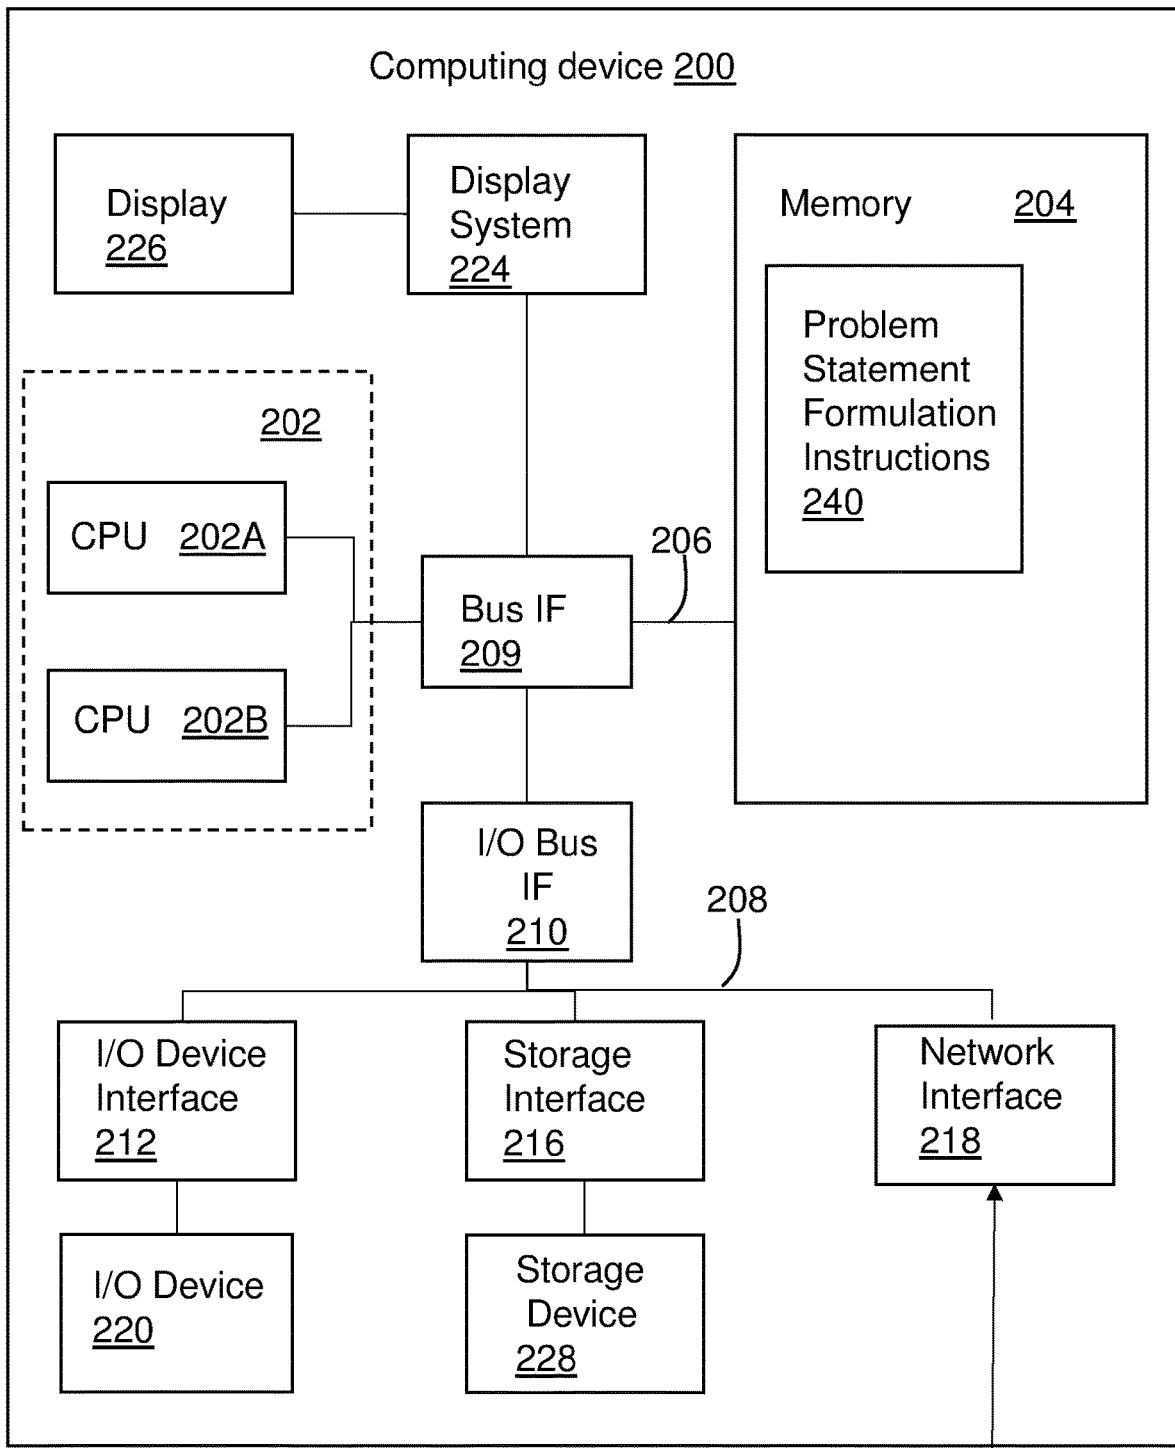 Computing device 200
Display
226
Display
System
224
Memory 204
Problem
Statement
Formulation
Instructions
240
202
CPU 202A
CPU 202B
Bus IF
209
206
I/O Bus
IF
210
208
I/O Device
Interface
212
Storage
Interface
216
Network
Interface
218
I/O Device
220
Storage
Device
228